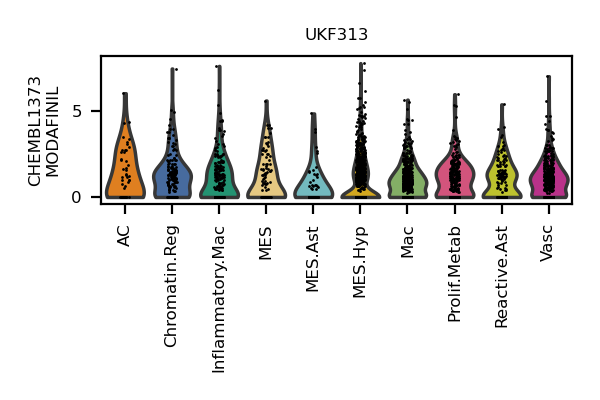 UKF313
CHEMBL1373
MODAFINIL
5
0
AC
Chromatin.Reg
Inflammatory.Mac
MES
MES.Ast
MES.Hyp
Mac
Prolif.Metab
Reactive.Ast
Vasc